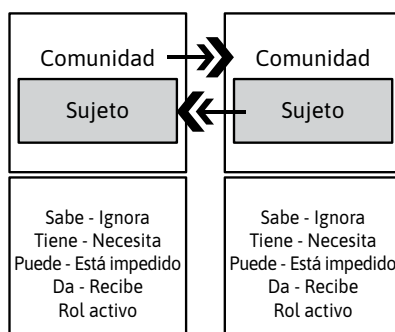 Comunidad
Sujeto
Comunidad
Sujeto
Sabe - Ignora
Tiene - Necesita
Puede - Está impedido
Da - Recibe
Rol activo
Sabe - Ignora
Tiene - Necesita
Puede - Está impedido
Da - Recibe
Rol activo